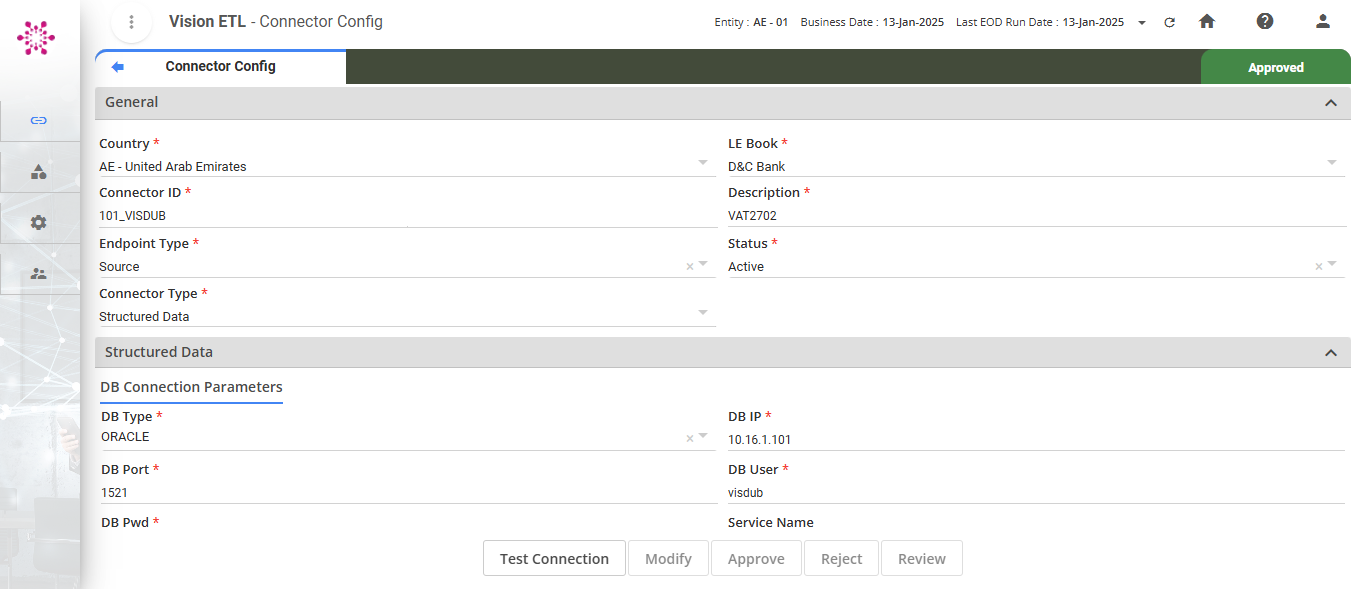 Vision ETL - Connector Config
Entity : AE - 01 Business Date : 13-Jan-2025 Last EOD Run Date : 13-Jan-2025
Connector Config
Approved
General
Country *
LE Book *
AE - United Arab Emirates
D&C Bank
Connector ID *
Description *
101_VISDUB
VAT2702
Endpoint Type *
Status *
Source
Active
Connector Type *
Structured Data
Structured Data
DB Connection Parameters
DB Type *
DB IP *
ORACLE
10.16.1.101
DB Port *
DB User *
1521
visdub
DB Pwd *
Service Name
Test Connection
Modify
Approve
Reject
Review